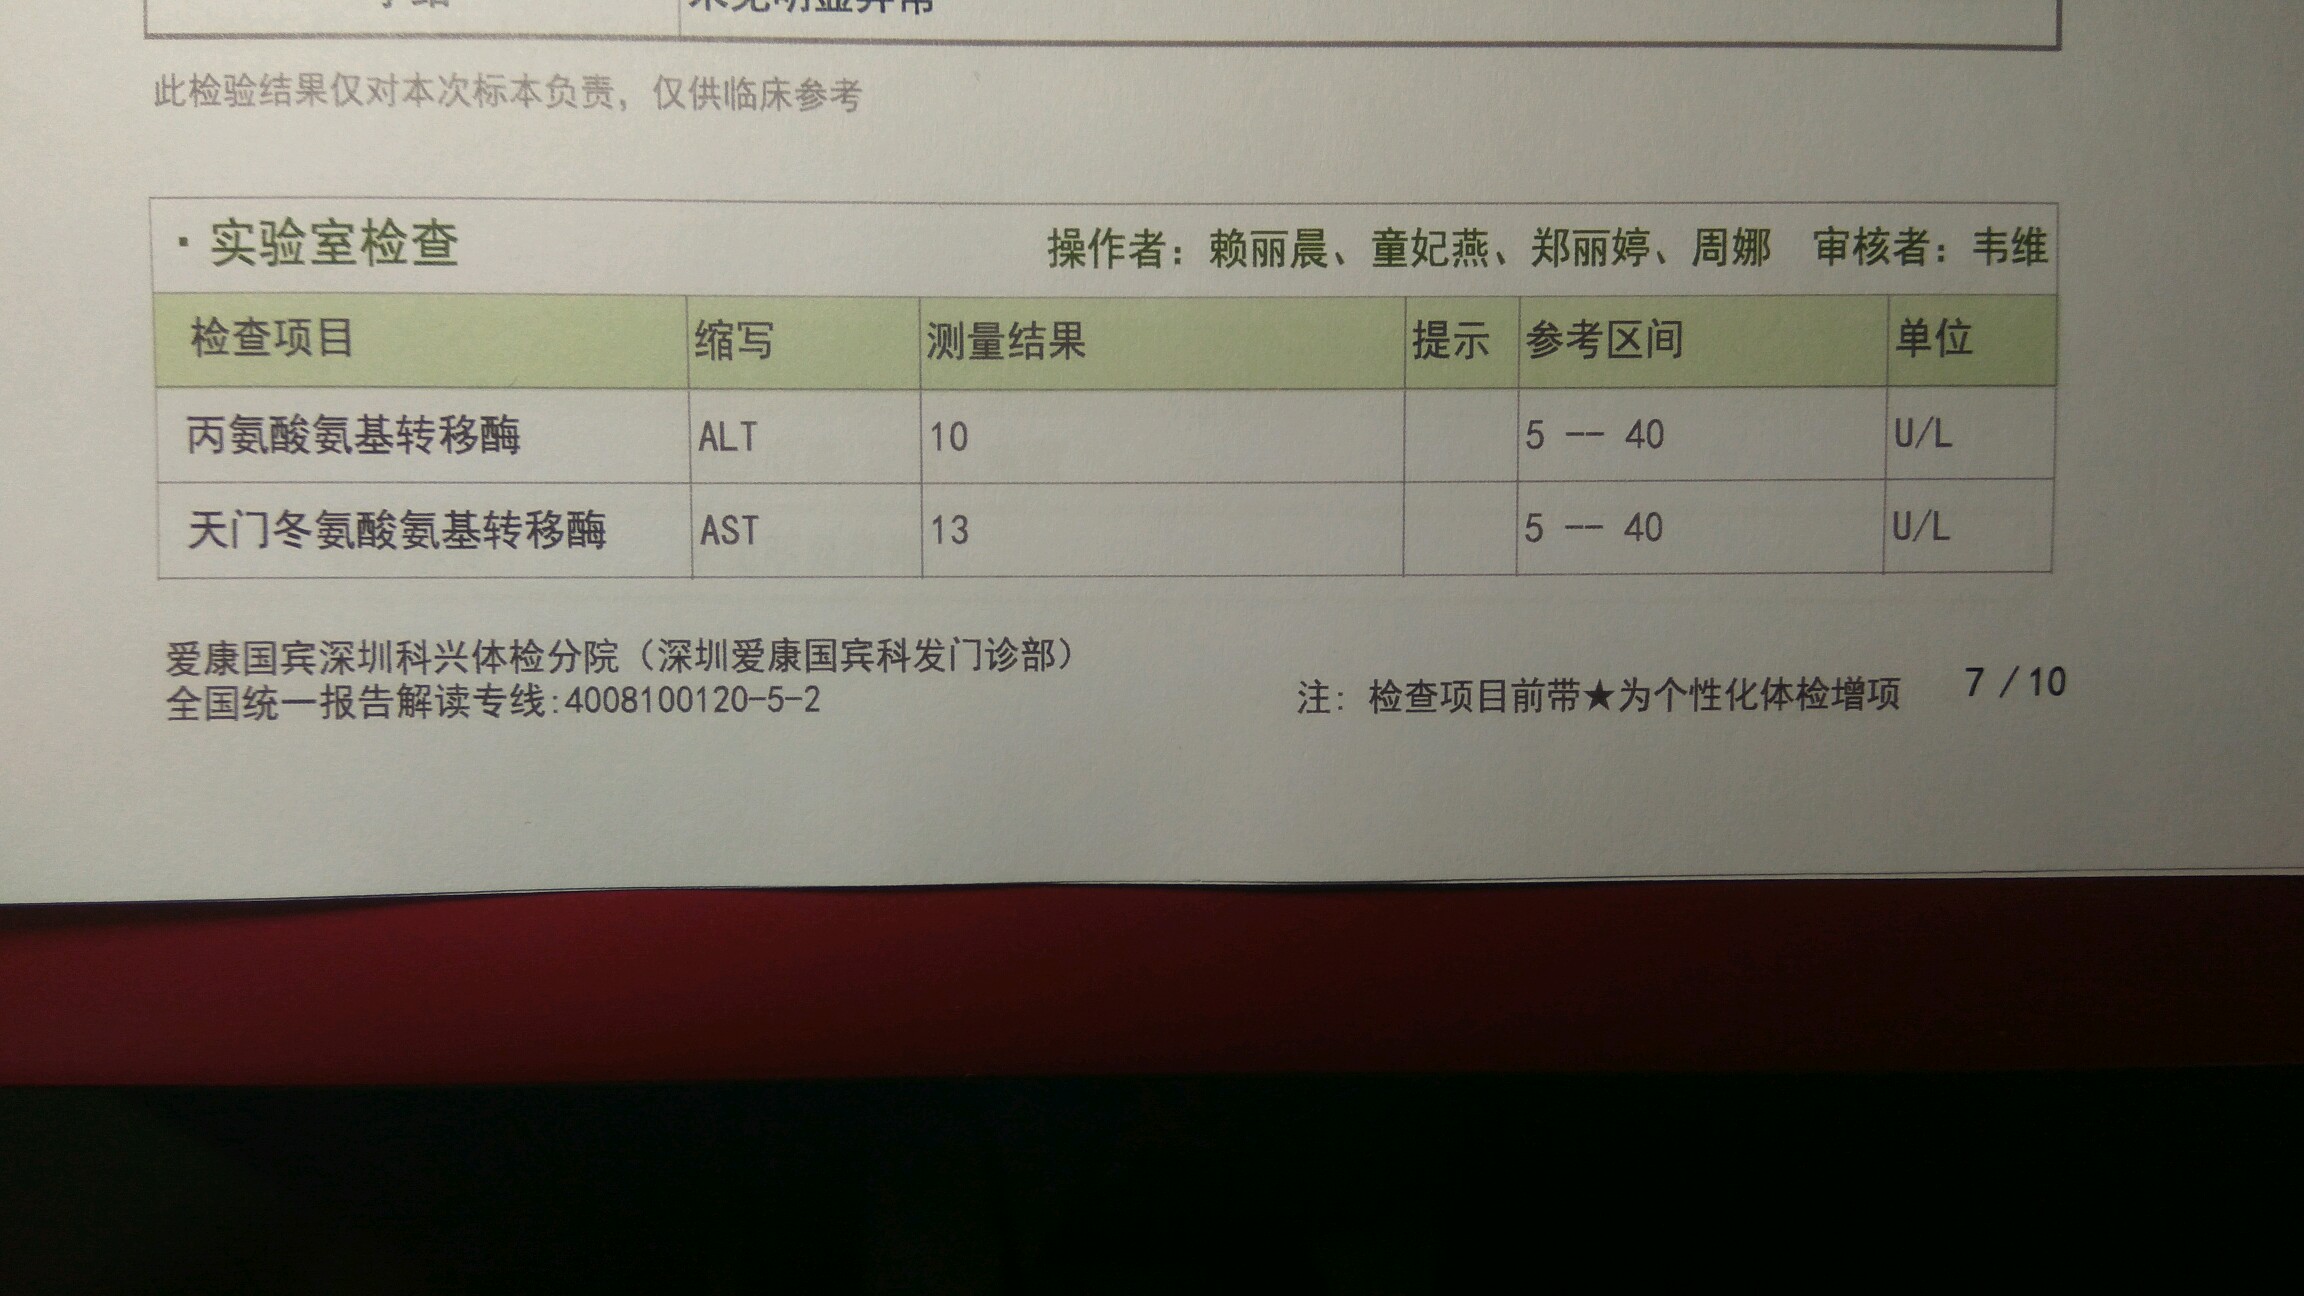 未见明显异常
此检验结果仅对本次标本负责，仅供临床参考
·实验室检查 操作者：赖丽晨、童妃燕、郑丽婷、周娜 审核者：韦维
检查项目 缩写 测量结果 提示 参考区间 单位
丙氨酸氨基转移酶 ALT 10 5 -- 40 U/L
天门冬氨酸氨基转移酶 AST 13 5 -- 40 U/L
爱康国宾深圳科兴体检分院（深圳爱康国宾科发门诊部）
全国统一报告解读专线:4008100120-5-2
注: 检查项目前带★为个性化体检增项 7 / 10